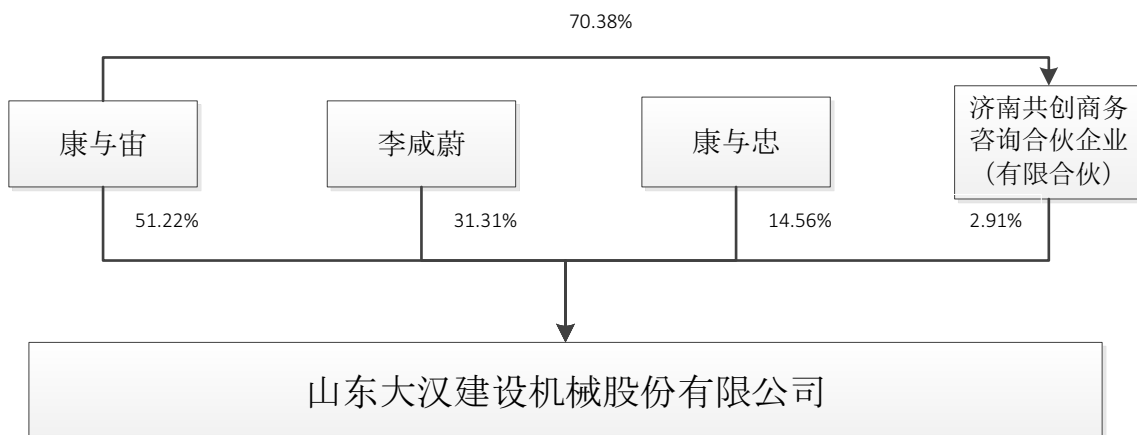 70.38%
康与宙
李咸蔚
康与忠
济南共创商务
咨询合伙企业
（有限合伙）
51.22%
31.31%
14.56%
2.91%
山东大汉建设机械股份有限公司